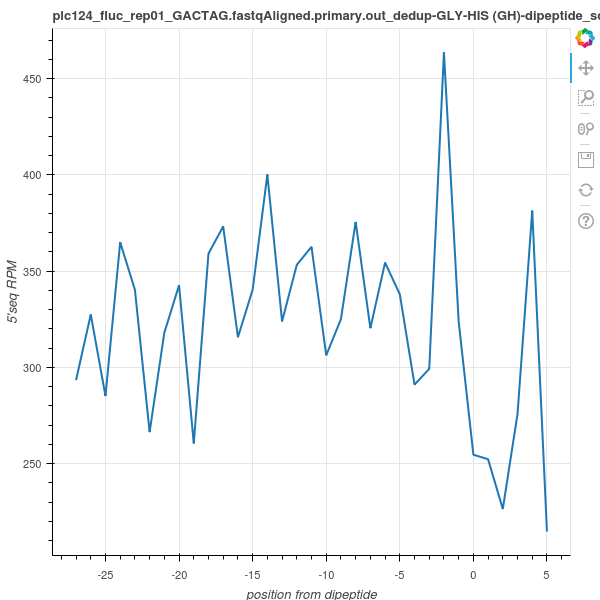 plc124_fluc_rep01_GACTAG.fastqAligned.primary.out_dedup-GLY-HIS (GH)-dipeptide_sc
450
400
350
300
250
5'seq RPM
-25 -20 -15 -10 -5 0 5
position from dipeptide